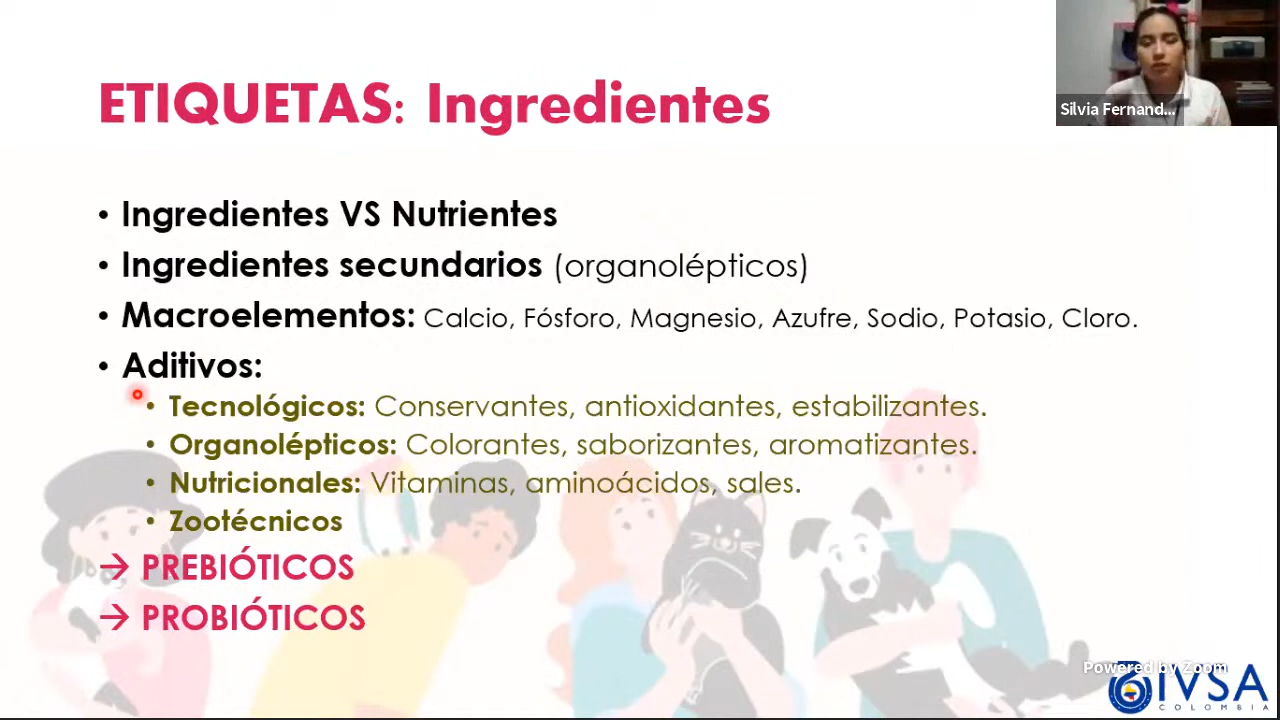 ETIQUETAS: Ingredientes
Silvia Fernand...
• Ingredientes VS Nutrientes
• Ingredientes secundarios (organolépticos)
• Macroelementos: Calcio, Fósforo, Magnesio, Azufre, Sodio, Potasio, Cloro.
• Aditivos:
• Tecnológicos: Conservantes, antioxidantes, estabilizantes.
• Organolépticos: Colorantes, saborizantes, aromatizantes.
• Nutricionales: Vitaminas, aminoácidos, sales.
• Zootécnicos
→ PREBIÓTICOS
→ PROBIÓTICOS
Powered by Zoom
IVSA
COLOMBIA